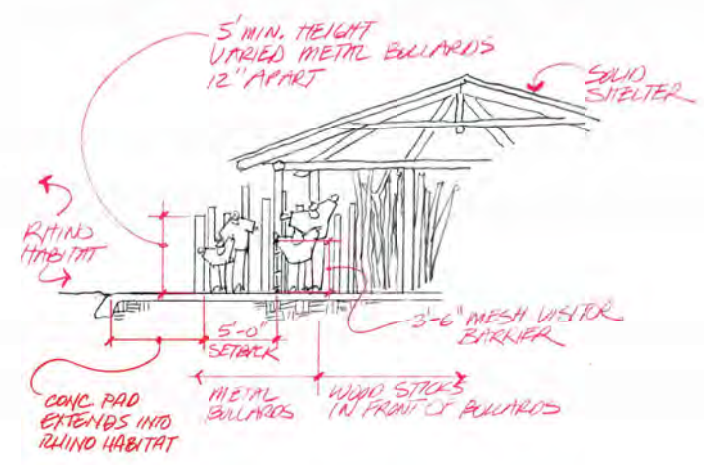 5' MIN. HEIGHT
VARIED METAL BOLLARDS
12" APART
SOLID
SHELTER
RHINO
HABITAT
3'-6" MESH VISITOR
BARRIER
5'-0"
SETBACK
METAL
BOLLARDS
WOOD STICKS
IN FRONT OF BOLLARDS
CONC. PAD
EXTENDS INTO
RHINO HABITAT